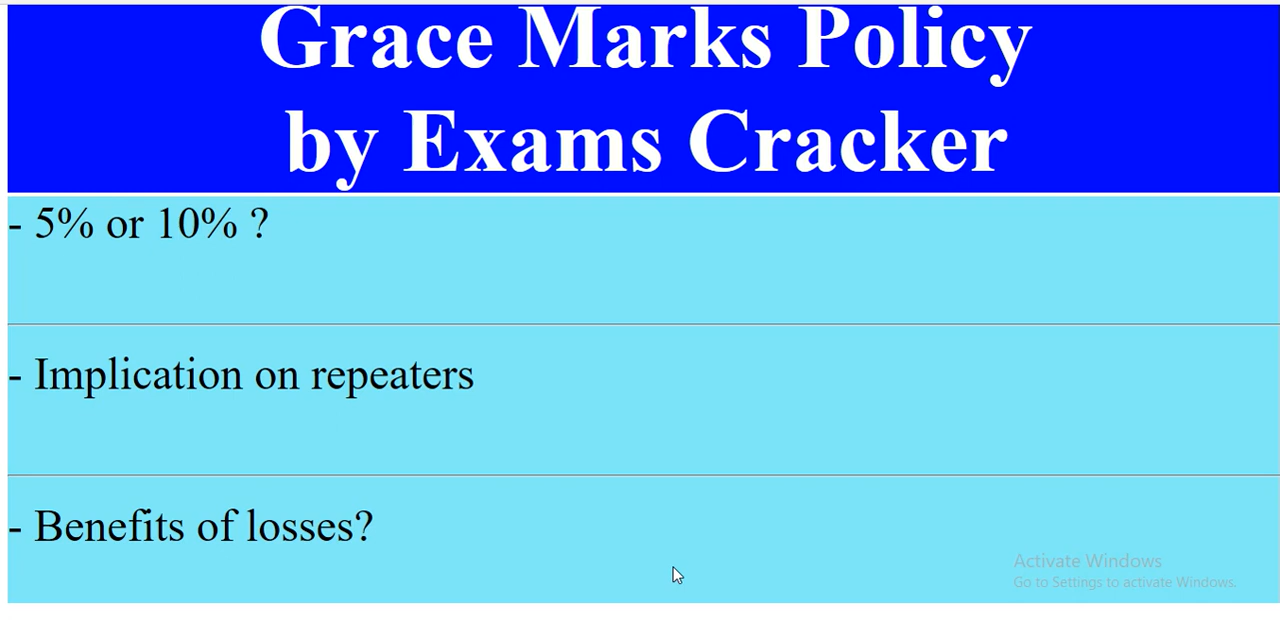 Grace Marks Policy
by Exams Cracker
- 5% or 10% ?
- Implication on repeaters
- Benefits of losses?
Activate Windows
Go to Settings to activate Windows.